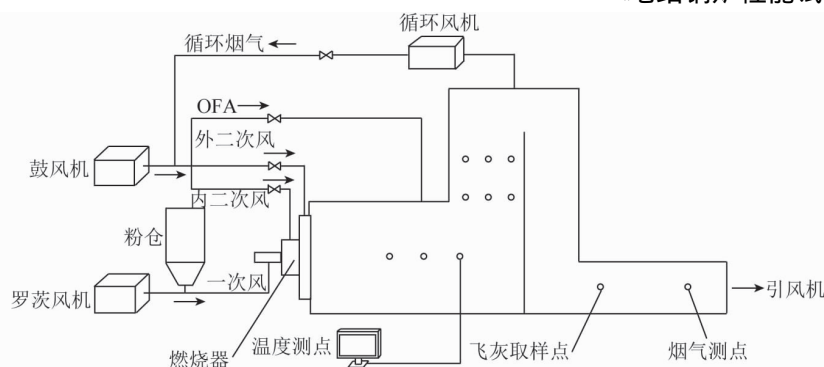 循环风机
循环烟气
OFA
外二次风
鼓风机
内二次风
粉仓
一次风
罗茨风机
引风机
温度测点
飞灰取样点
烟气测点
燃烧器